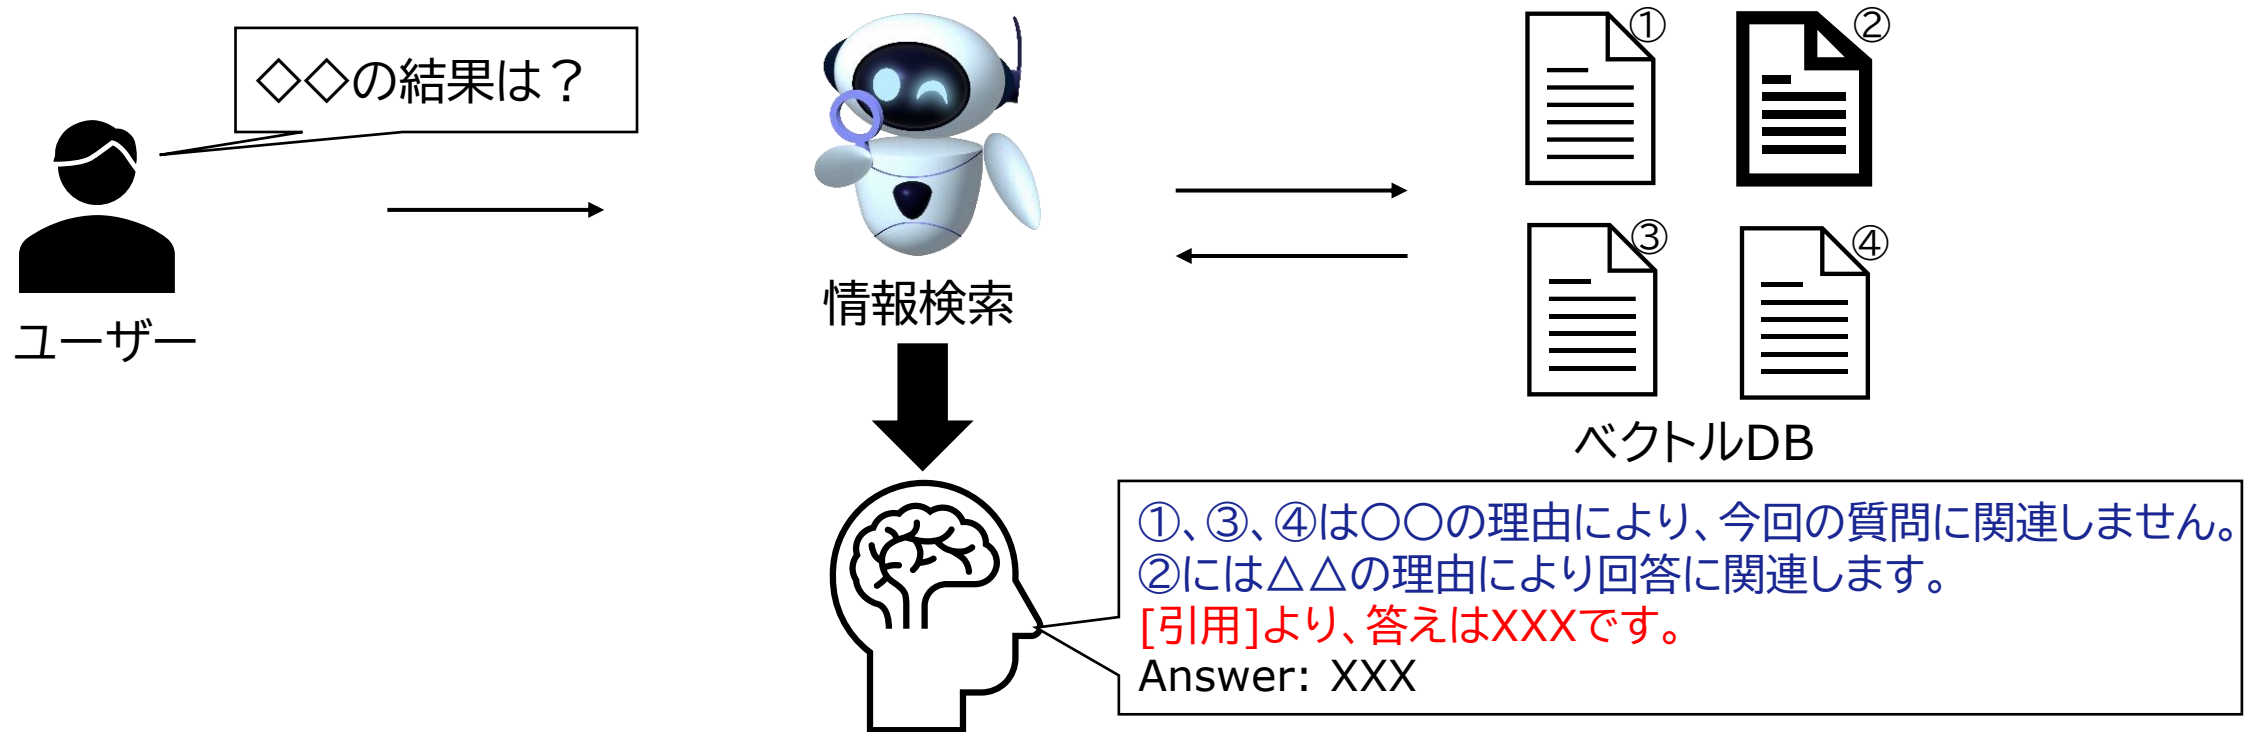 ◇◇の結果は？
ユーザー
情報検索
①
②
③
④
ベクトルDB
①、③、④は〇〇の理由により、今回の質問に関連しません。
②には△△の理由により回答に関連します。
[引用]より、答えはXXXです。
Answer: XXX